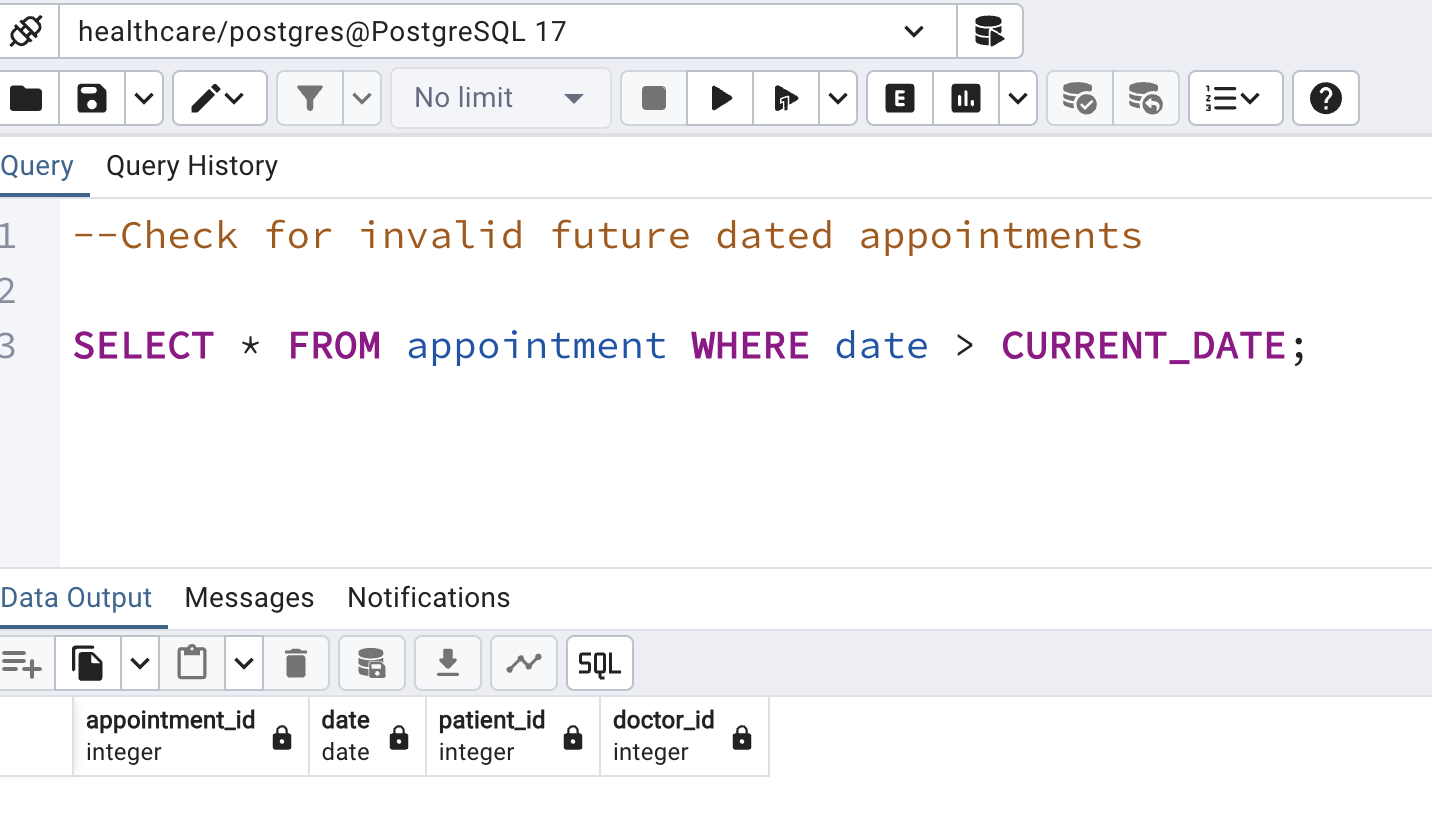 healthcare/postgres@PostgreSQL 17
No limit
E
Query Query History
1 --Check for invalid future dated appointments
2
3 SELECT * FROM appointment WHERE date > CURRENT_DATE;
Data Output Messages Notifications
SQL
appointment_id date patient_id doctor_id
integer date integer integer